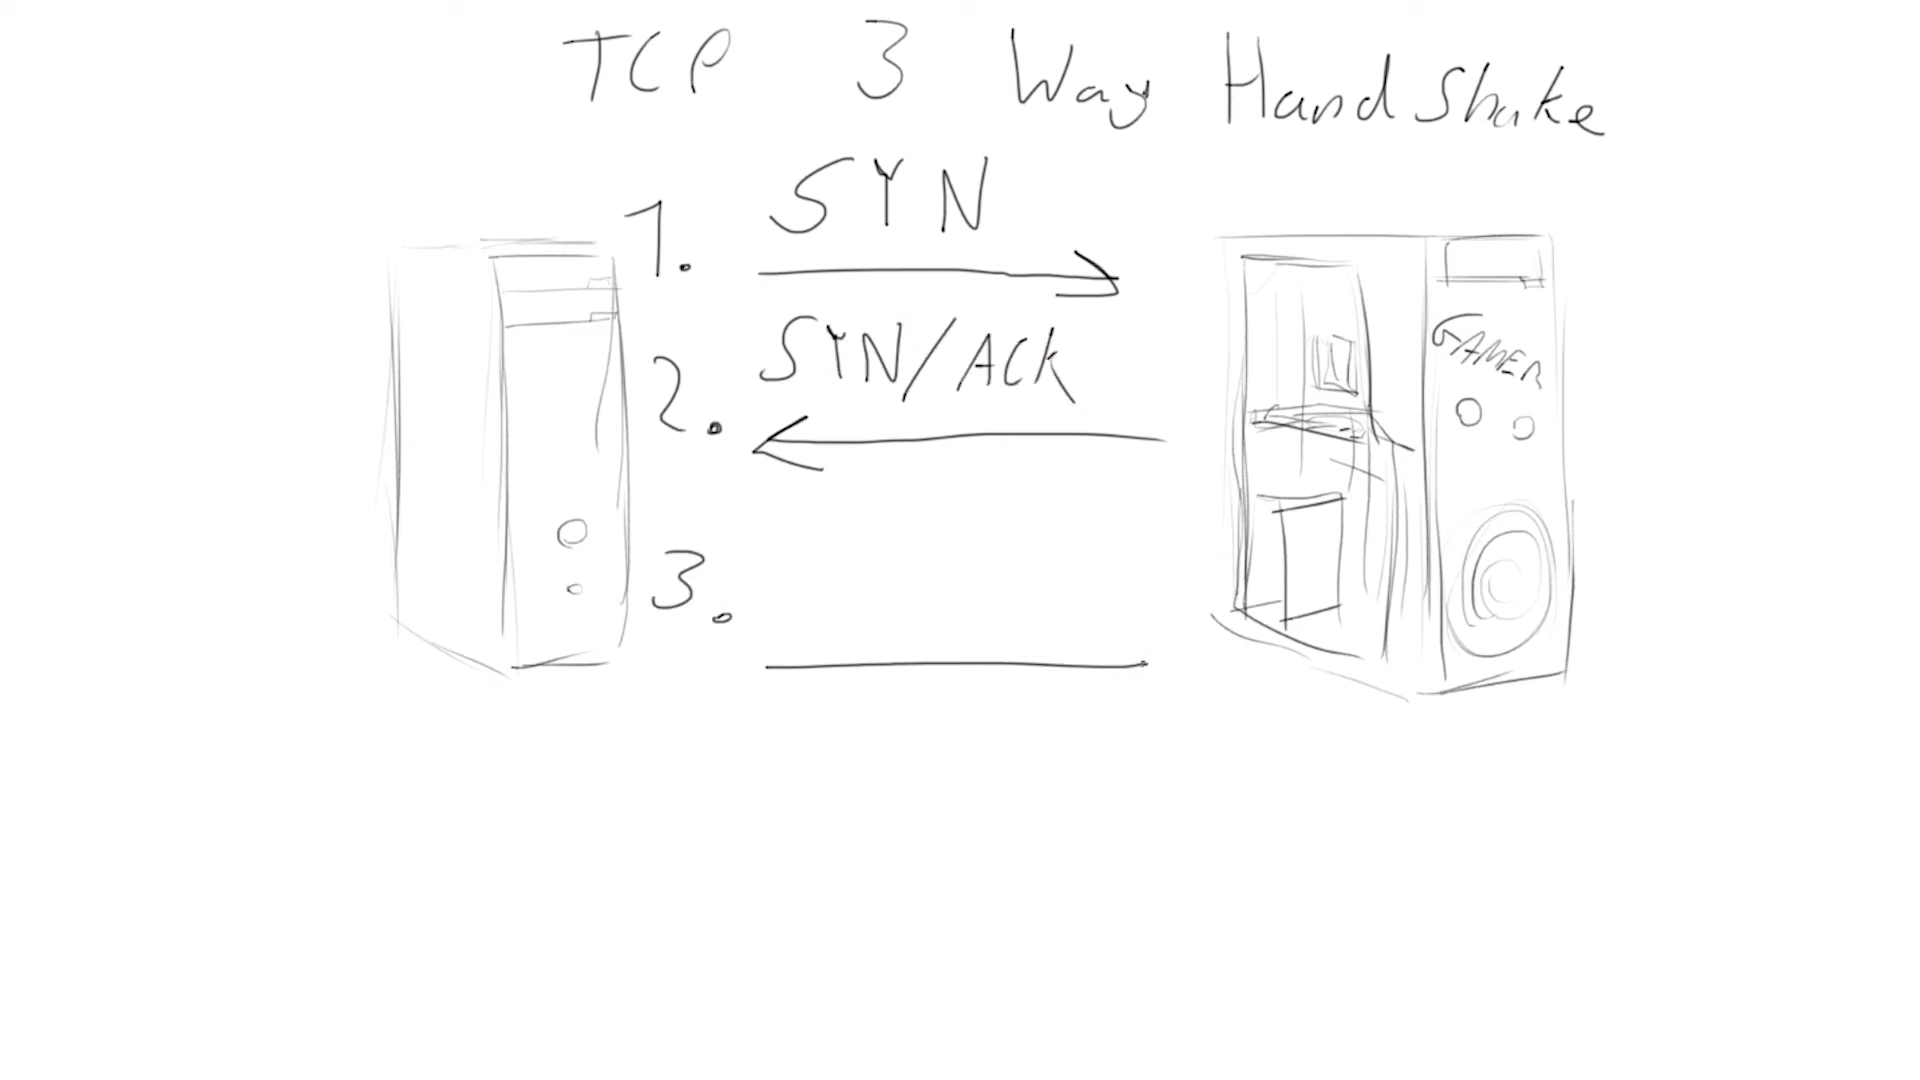 TCP 3 Way HandShake
1. SYN
2. SYN/ACK
GAMER
3.